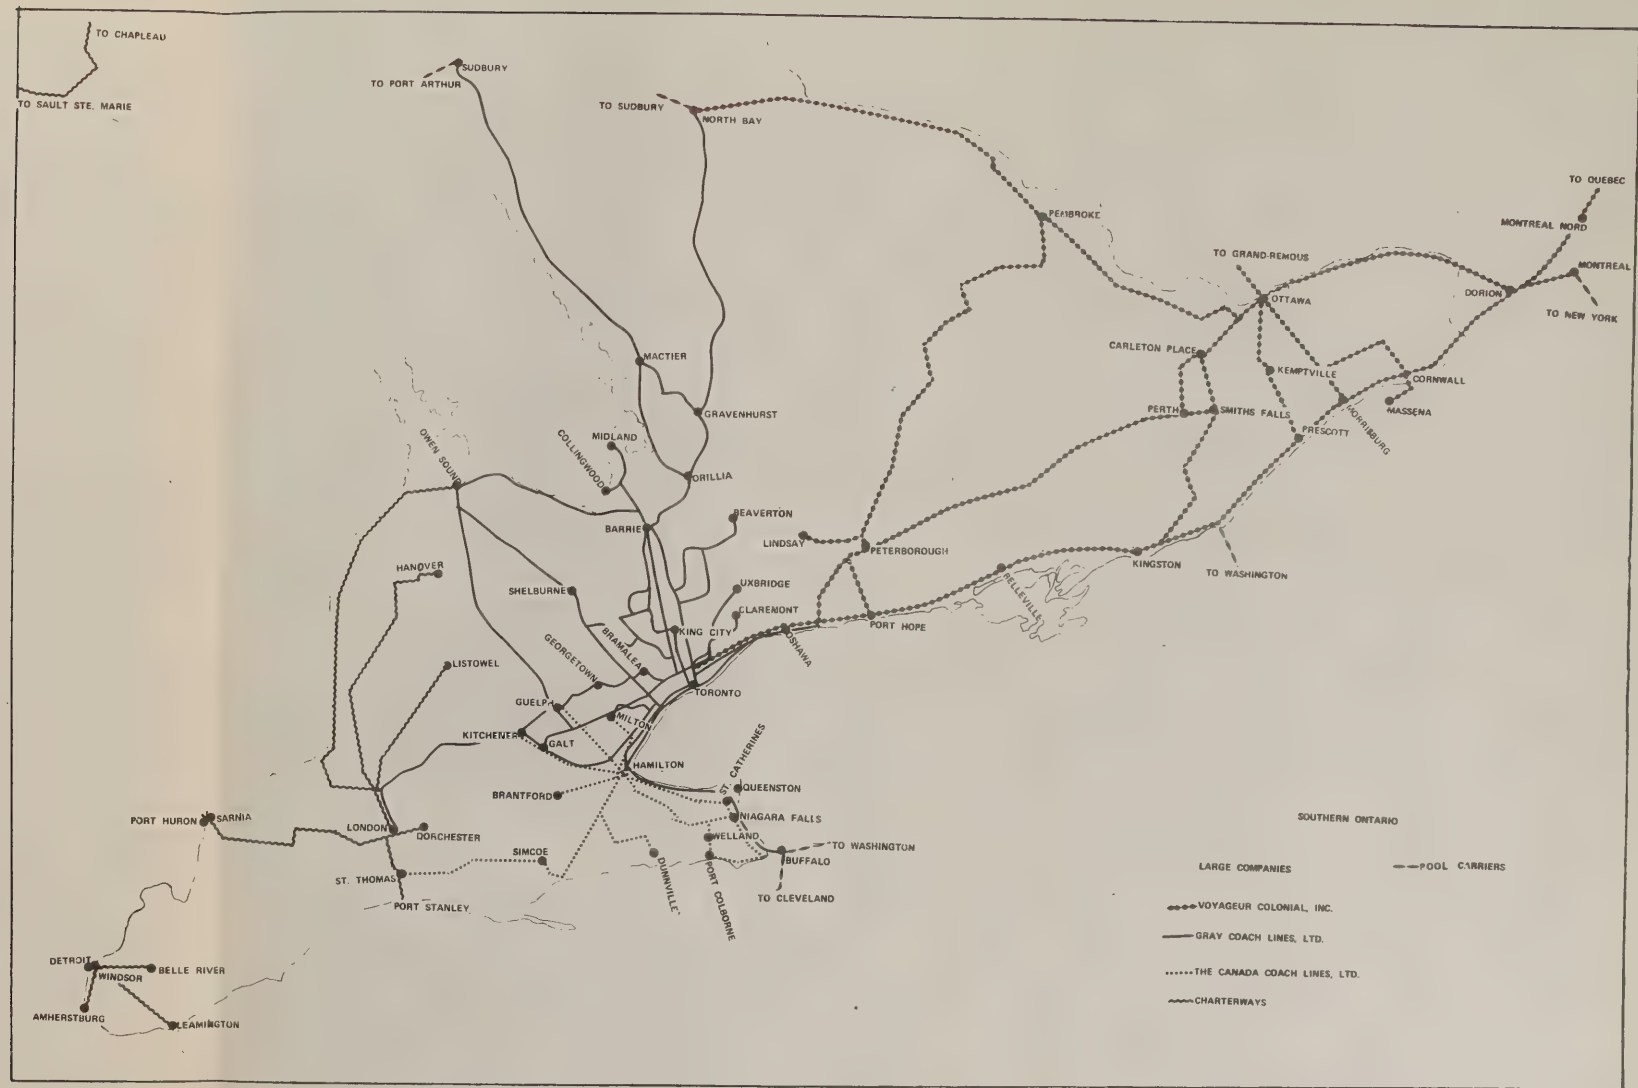 TO CHAPLEAU
TO SAULT STE. MARIE
SUDBURY
TO PORT ARTHUR
TO SUDBURY
NORTH BAY
PEMBROKE
TO QUEBEC
MONTREAL NORD
MONTREAL
TO GRAND-REMOUS
DORION
OTTAWA
TO NEW YORK
CARLETON PLACE
KEMPTVILLE
CORNWALL
MASSENA
PERTH
SMITHS FALLS
MORRISBURG
PRESCOTT
MACTIER
GRAVENHURST
MIDLAND
COLLINGWOOD
OWEN SOUND
ORILLIA
BARRIE
BEAVERTON
LINDSAY
PETERBOROUGH
KINGSTON
TO WASHINGTON
BELLEVILLE
HANOVER
SHELBURNE
UXBRIDGE
CLAREMONT
PORT HOPE
KING CITY
OSHAWA
BRAMALEA
GEORGETOWN
LISTOWEL
TORONTO
GUELPH
MILTON
KITCHENER
GALT
HAMILTON
ST. CATHERINES
QUEENSTON
BRANTFORD
NIAGARA FALLS
PORT HURON
SARNIA
LONDON
DORCHESTER
WELLAND
SIMCOE
BUFFALO
TO WASHINGTON
ST. THOMAS
DUNNVILLE
PORT COLBORNE
TO CLEVELAND
PORT STANLEY
DETROIT
WINDSOR
BELLE RIVER
AMHERSTBURG
LEAMINGTON
SOUTHERN ONTARIO
LARGE COMPANIES
POOL CARRIERS
VOYAGEUR COLONIAL, INC.
GRAY COACH LINES, LTD.
THE CANADA COACH LINES, LTD.
CHARTERWAYS